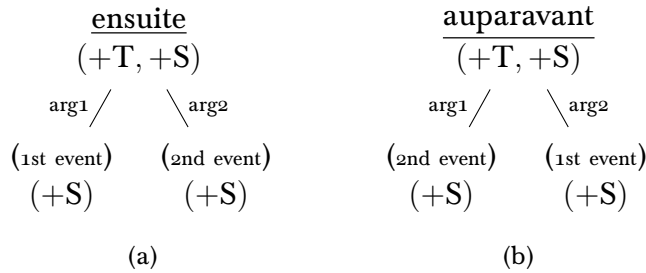 ensuite auparavant
(+T, +S) (+T, +S)
arg1 arg2 arg1 arg2
(1st event) (2nd event) (2nd event) (1st event)
(+S) (+S) (+S) (+S)
(a) (b)